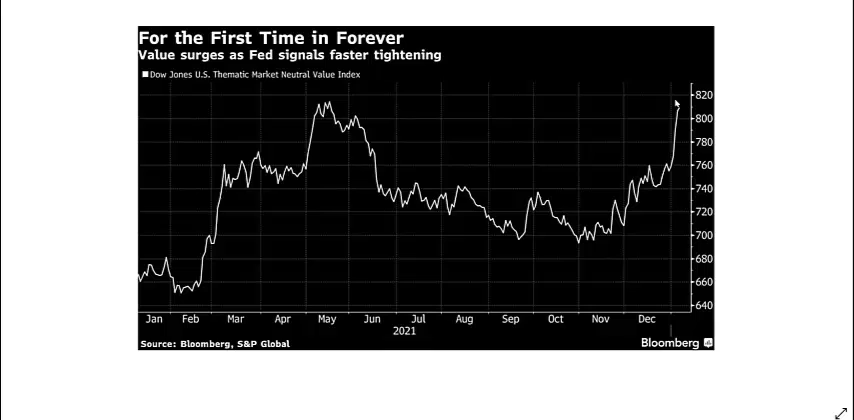 For the First Time in Forever
Value surges as Fed signals faster tightening
Dow Jones U.S. Thematic Market Neutral Value Index
820
800
780
760
740
720
700
680
660
640
Jan Feb Mar Apr May Jun Jul Aug Sep Oct Nov Dec
2021
Source: Bloomberg, S&P Global
Bloomberg